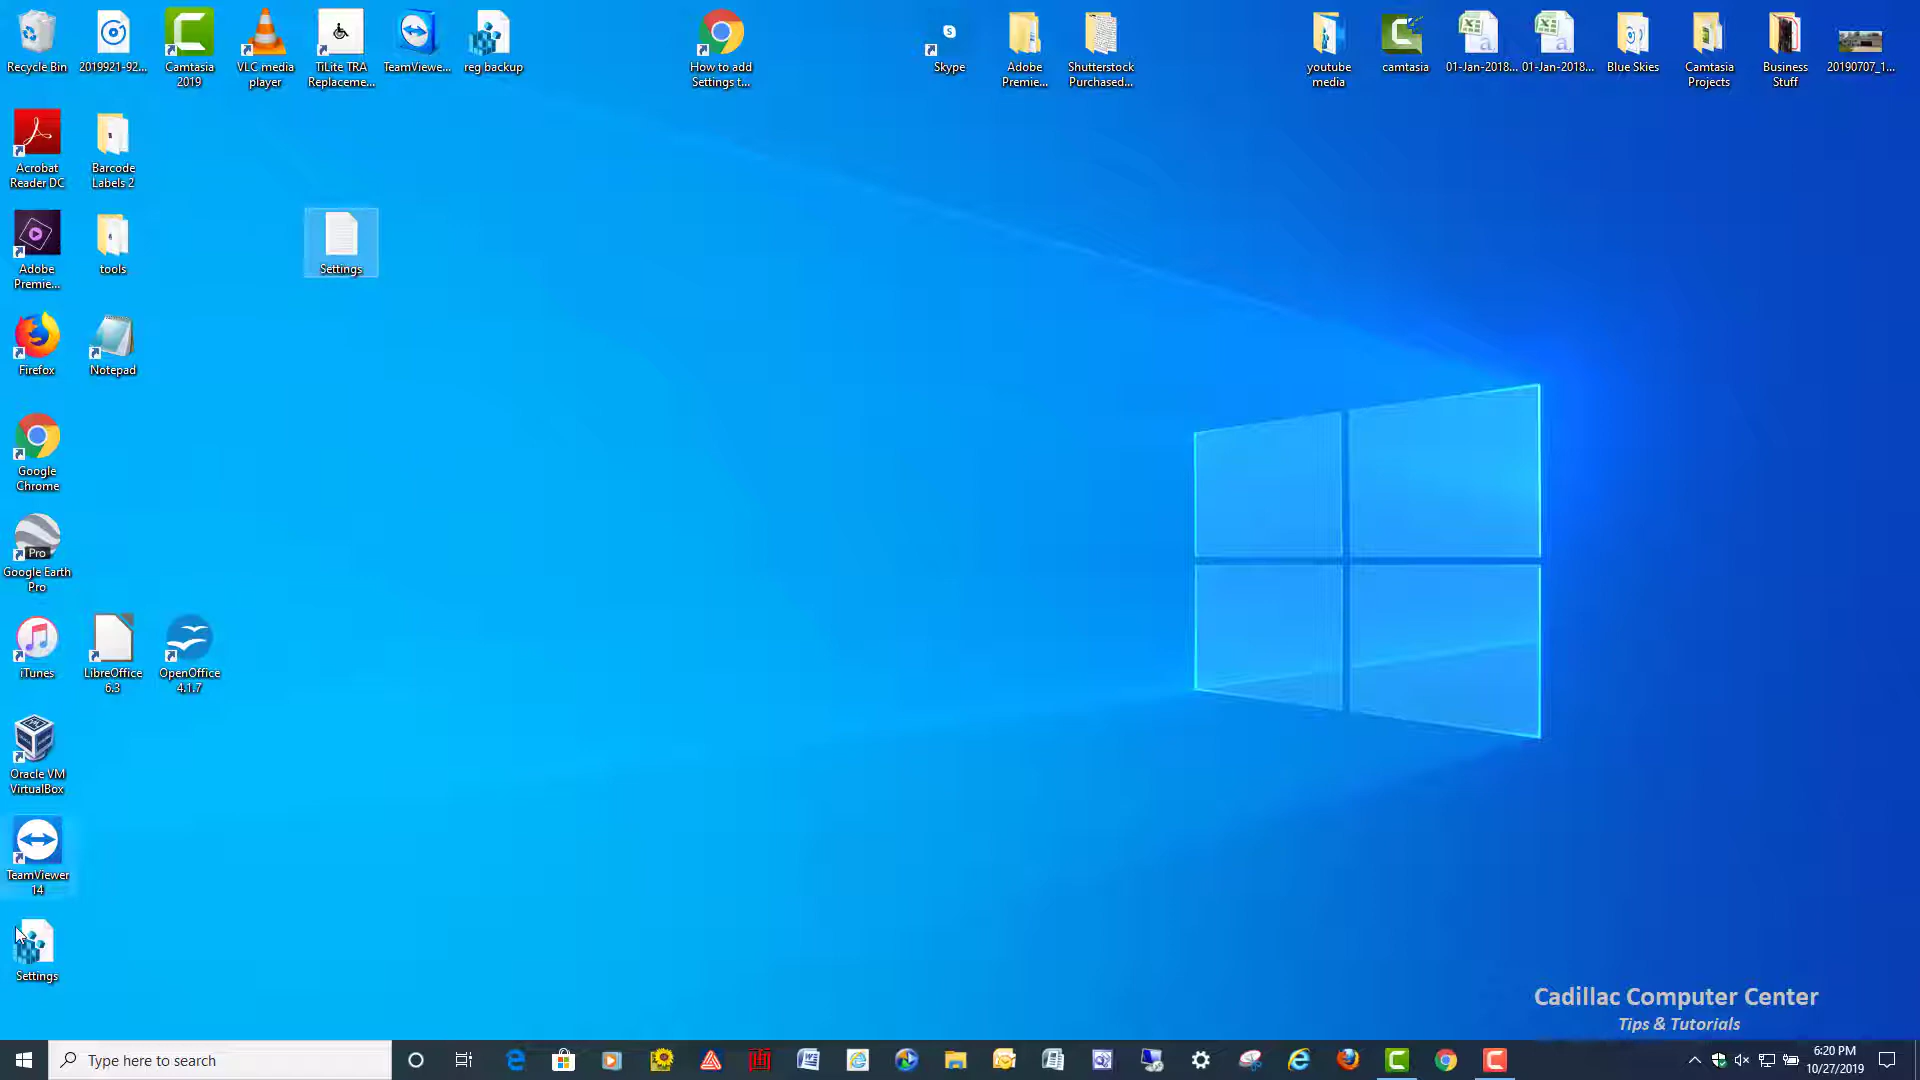 Recycle Bin
2019921-92...
Camtasia
2019
VLC media
player
TiLite TRA
Replaceme...
TeamViewe...
reg backup
How to add
Settings t...
Skype
Adobe
Premie...
Shutterstock
Purchased...
youtube
media
camtasia
01-Jan-2018...
01-Jan-2018...
Blue Skies
Camtasia
Projects
Business
Stuff
20190707_1...
Acrobat
Reader DC
Barcode
Labels 2
Adobe
Premie...
tools
Settings
Firefox
Notepad
Google
Chrome
Pro
Google Earth
Pro
iTunes
LibreOffice
6.3
OpenOffice
4.1.7
Oracle VM
VirtualBox
TeamViewer
14
Settings
Cadillac Computer Center
Tips & Tutorials
Type here to search
6:20 PM
10/27/2019